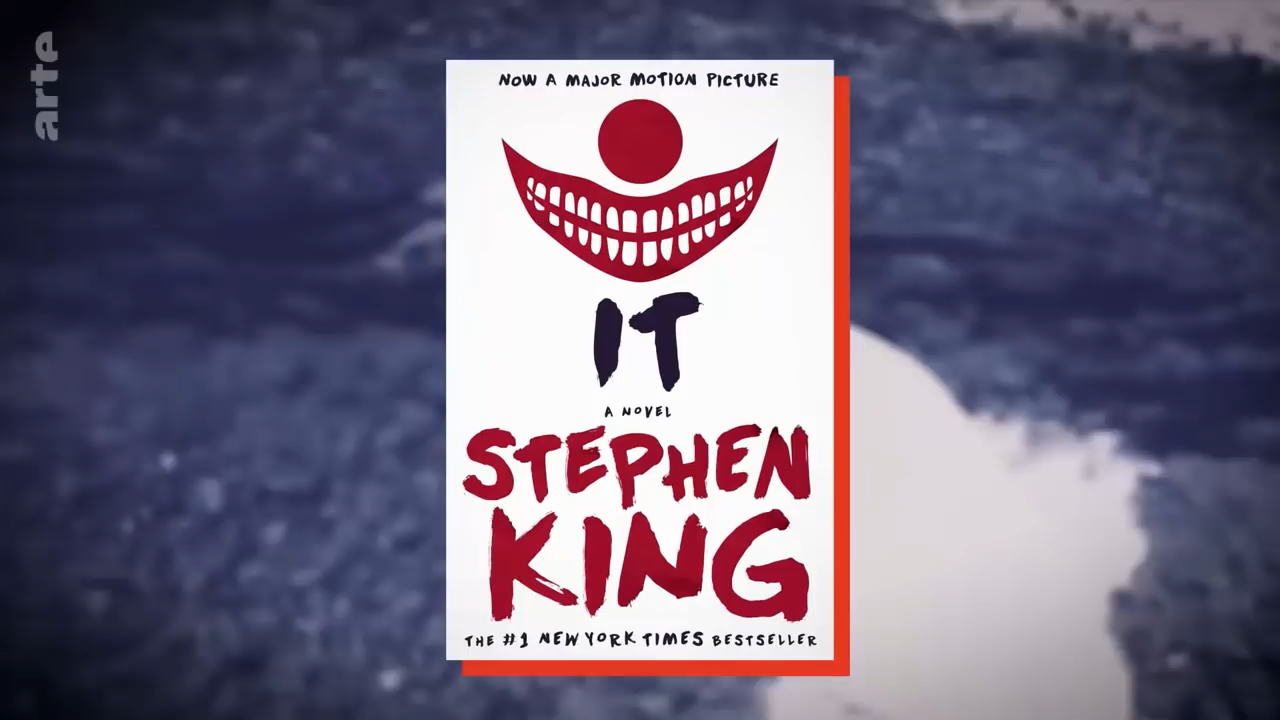 arte
NOW A MAJOR MOTION PICTURE
IT
A NOVEL
STEPHEN
KING
THE #1 NEW YORK TIMES BESTSELLER